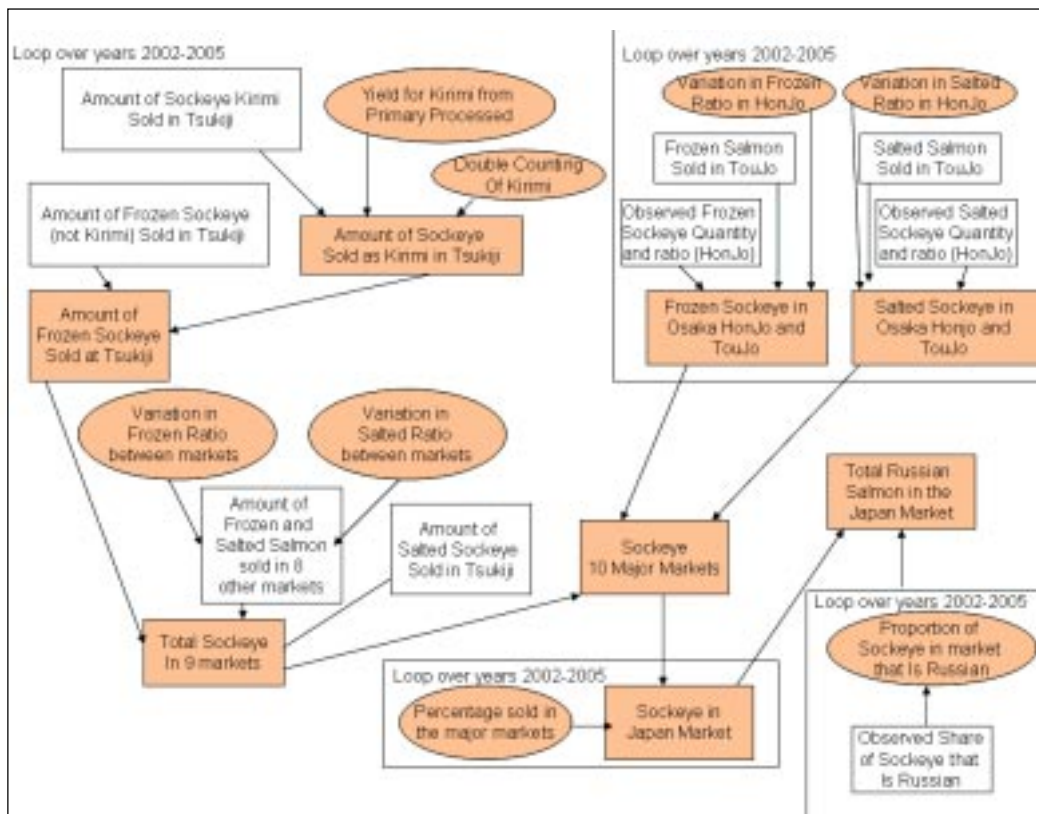 Loop over years 2002-2005
Amount of Sockeye Kirimi
Sold in Tsukiji
Yield for Kirimi from
Primary Processed
Double Counting
Of Kirimi
Amount of Frozen Sockeye
(not Kirimi) Sold in Tsukiji
Amount of Sockeye
Sold as Kirimi in Tsukiji
Amount of
Frozen Sockeye
Sold at Tsukiji
Variation in
Frozen Ratio
between markets
Variation in
Salted Ratio
between markets
Amount of
Frozen and
Salted Salmon
sold in 8
other markets
Amount of
Salted Sockeye
Sold in Tsukiji
Total Sockeye
In 9 markets
Loop over years 2002-2005
Variation in Frozen
Ratio in HonJo
Variation in Salted
Ratio in HonJo
Frozen Salmon
Sold in TouJo
Salted Salmon
Sold in TouJo
Observed Frozen
Sockeye Quantity
and ratio (HonJo)
Observed Salted
Sockeye Quantity
and ratio (HonJo)
Frozen Sockeye in
Osaka HonJo and
TouJo
Salted Sockeye in
Osaka Honjo and
TouJo
Sockeye
10 Major Markets
Total Russian
Salmon in the
Japan Market
Loop over years 2002-2005
Percentage sold in
the major markets
Sockeye in
Japan Market
Loop over years 2002-2005
Proportion of
Sockeye in market
that Is Russian
Observed Share
of Sockeye that
Is Russian